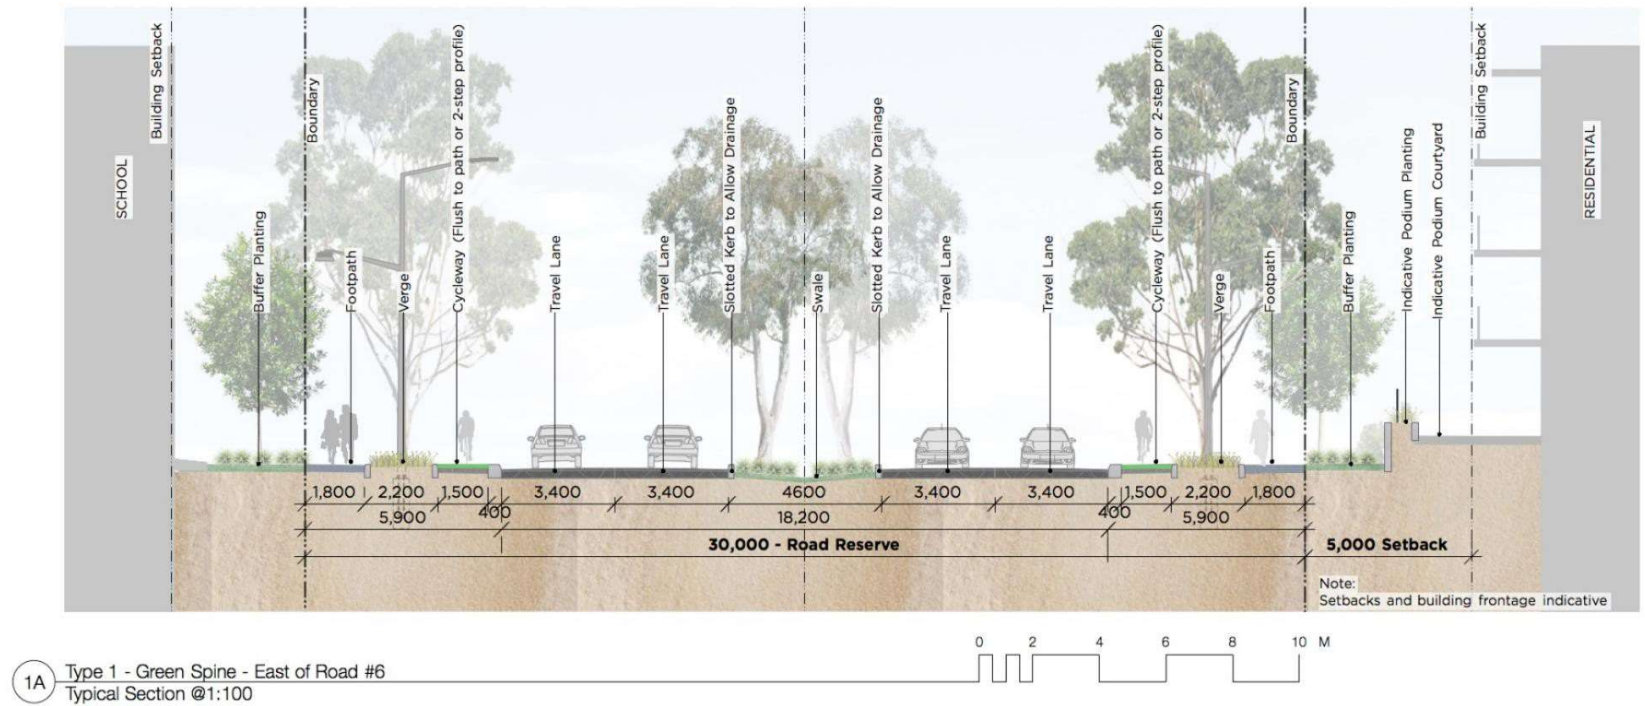 SCHOOL
Building Setback
Buffer Planting
Boundary
Footpath
Verge
Cycleway (Flush to path or 2-step profile)
Travel Lane
Travel Lane
Slotted Kerb to Allow Drainage
Swale
Slotted Kerb to Allow Drainage
Travel Lane
Travel Lane
Cycleway (Flush to path or 2-step profile)
Verge
Footpath
Boundary
Buffer Planting
Indicative Podium Planting
Indicative Podium Courtyard
Building Setback
RESIDENTIAL
1,800 2,200 1,500 3,400 3,400 4600 3,400 3,400 1,500 2,200 1,800
5,900 400 18,200 400 5,900
30,000 - Road Reserve 5,000 Setback
Note:
Setbacks and building frontage indicative
0 2 4 6 8 10 M
1A
Type 1 - Green Spine - East of Road #6
Typical Section @1:100